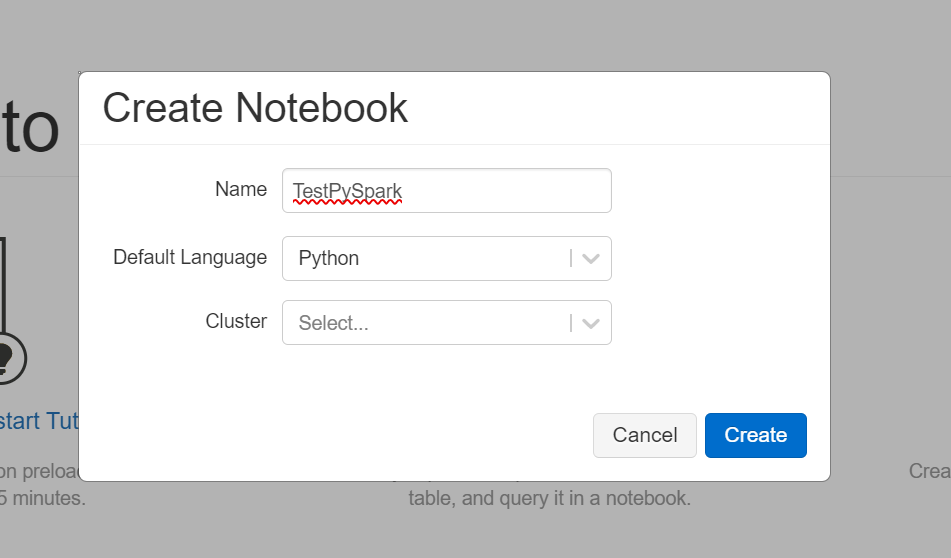 to
Create Notebook
Name
TestPySpark
Default Language
Python
Cluster
Select...
Cancel
Create
start Tut
on preload
5 minutes.
table, and query it in a notebook.
Crea